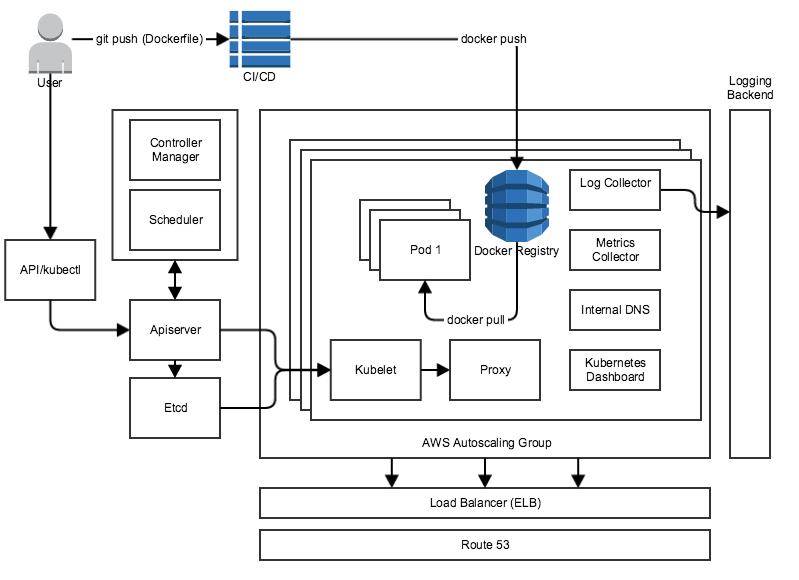 git push (Dockerfile)
docker push
User
CI/CD
Logging
Backend
Controller
Manager
Scheduler
Log Collector
Pod 1
Docker Registry
Metrics
Collector
API/kubectl
Apiserver
docker pull
Internal DNS
Kubelet
Proxy
Kubernetes
Dashboard
Etcd
AWS Autoscaling Group
Load Balancer (ELB)
Route 53